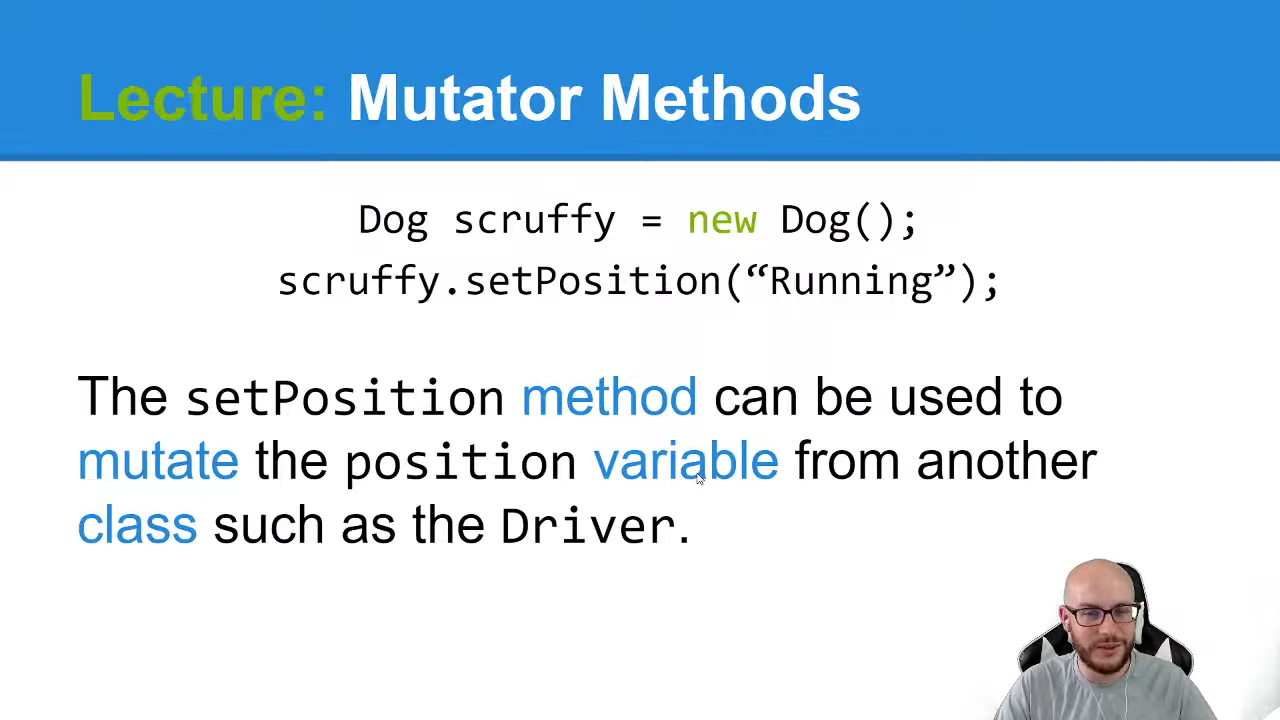 Lecture: Mutator Methods
Dog scruffy = new Dog();
scruffy.setPosition(“Running”);
The setPosition method can be used to
mutate the position variable from another
class such as the Driver.